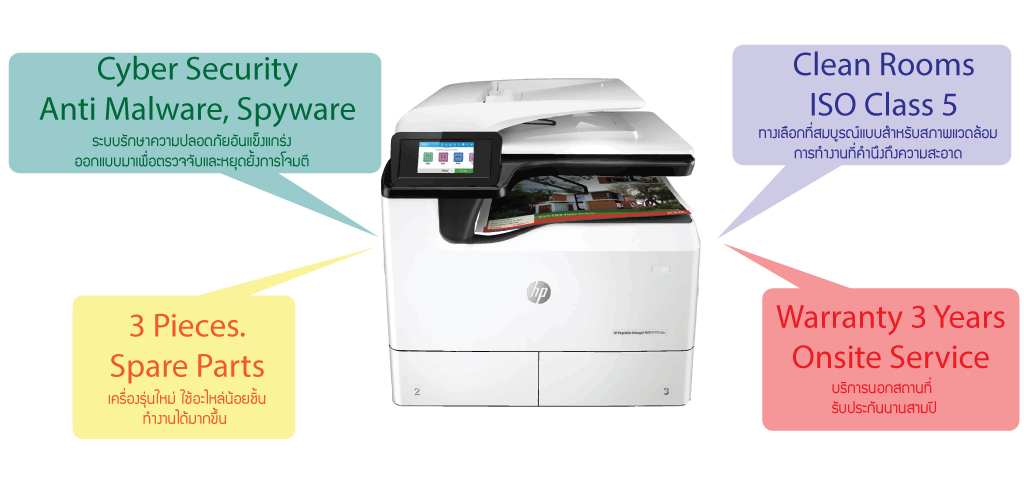 Cyber Security
Anti Malware, Spyware
ระบบรักษาความปลอดภัยอันแข็งแกร่ง
ออกแบบมาเพื่อตรวจจับและหยุดยั้งการโจมตี
Clean Rooms
ISO Class 5
ทางเลือกที่สมบูรณ์แบบสำหรับสภาพแวดล้อม
การทำงานที่คำนึงถึงความสะอาด
3 Pieces.
Spare Parts
เครื่องรุ่นใหม่ ใช้อะไหล่น้อยชิ้น
ทำงานได้มากขึ้น
Warranty 3 Years
Onsite Service
บริการนอกสถานที่
รับประกันนานสามปี
hp
2
3